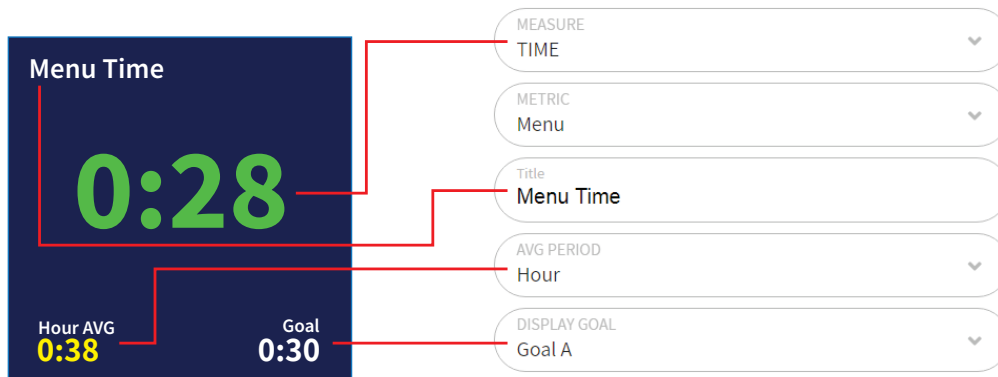 Menu Time
0:28
Hour AVG
0:38
Goal
0:30
MEASURE
TIME
METRIC
Menu
Title
Menu Time
AVG PERIOD
Hour
DISPLAY GOAL
Goal A